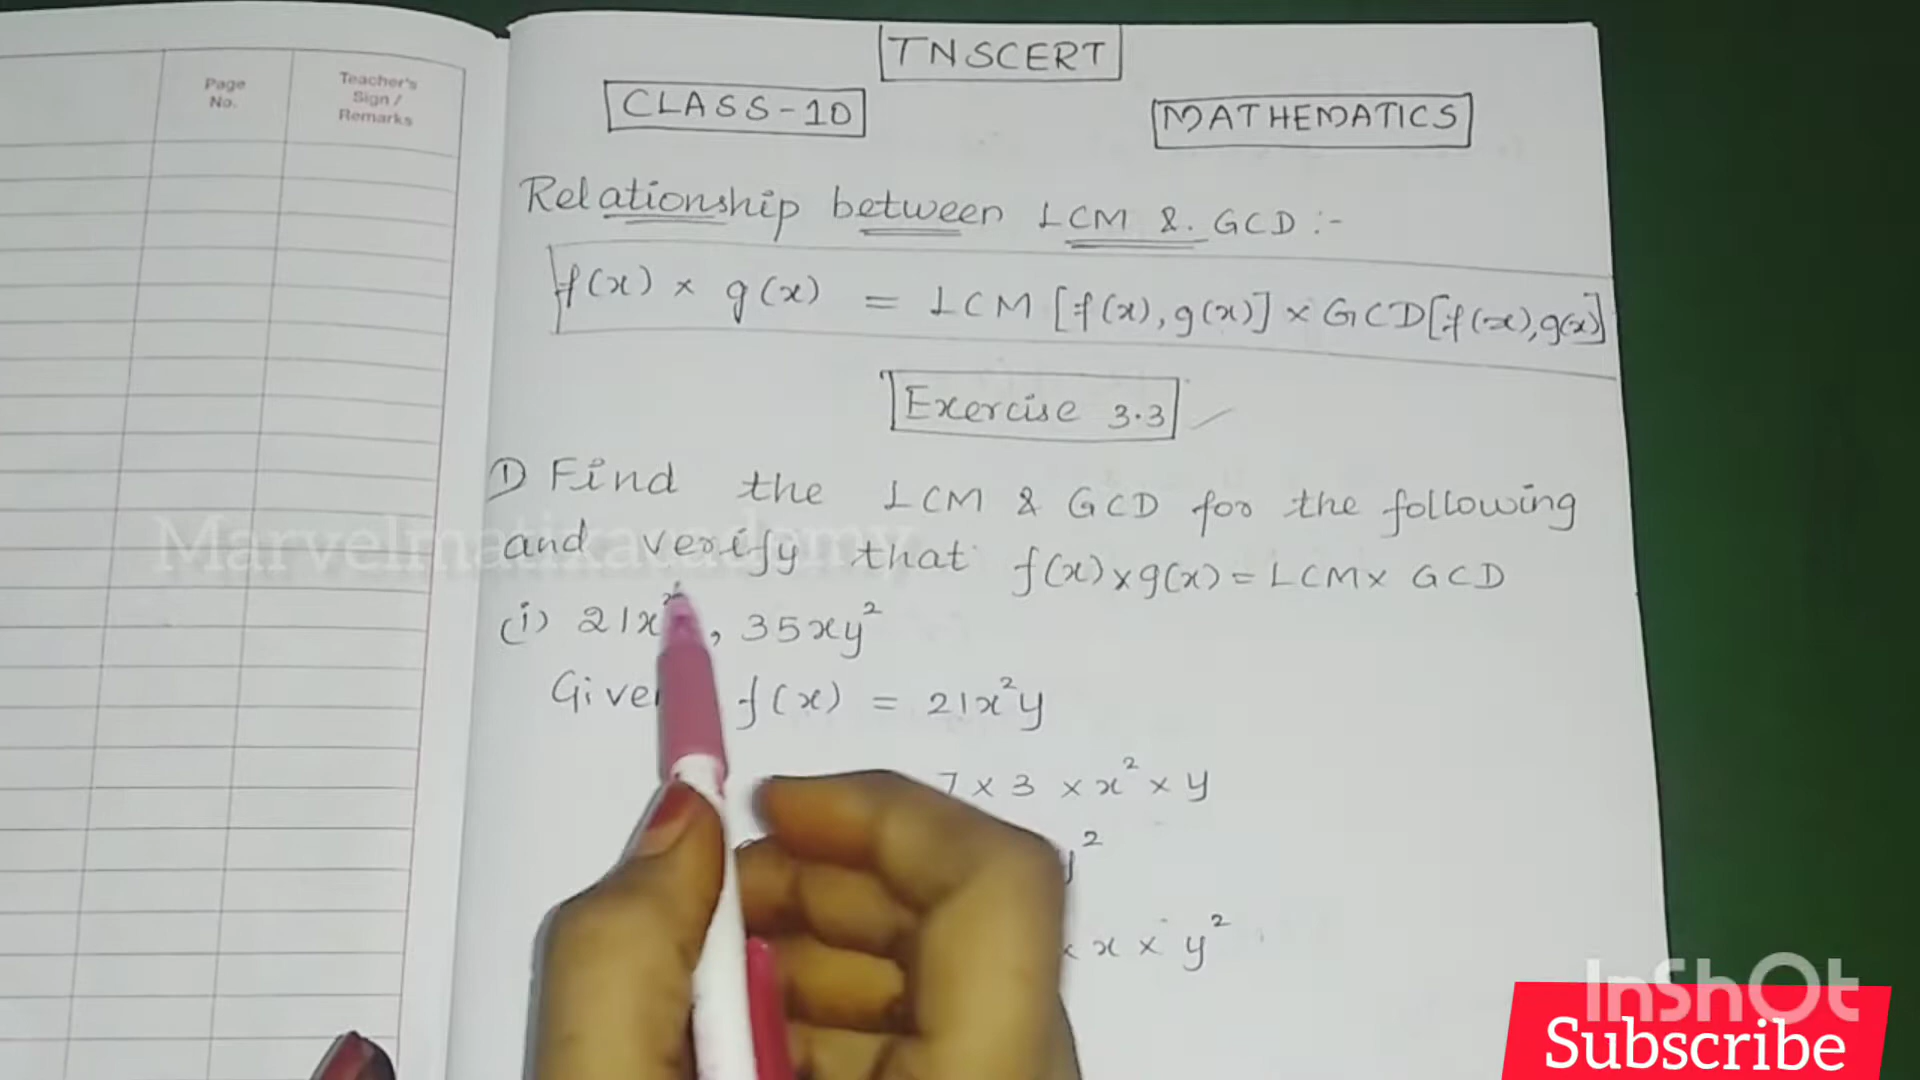 Page
No.
Teacher's
Sign /
Remarks
TNSCERT
CLASS-10
MATHEMATICS
Relationship between LCM & GCD :-
f(x) × g(x) = LCM [f(x), g(x)] × GCD[f(x), g(x)]
Exercise 3.3
1) Find the LCM & GCD for the following
and verify that f(x) × g(x) = LCM × GCD
Marvelmatikacademy
(i) 21x² , 35xy²
f(x) = 21x²y
7 × 3 × x² × y
y²
× x × y²
InShOt
Subscribe